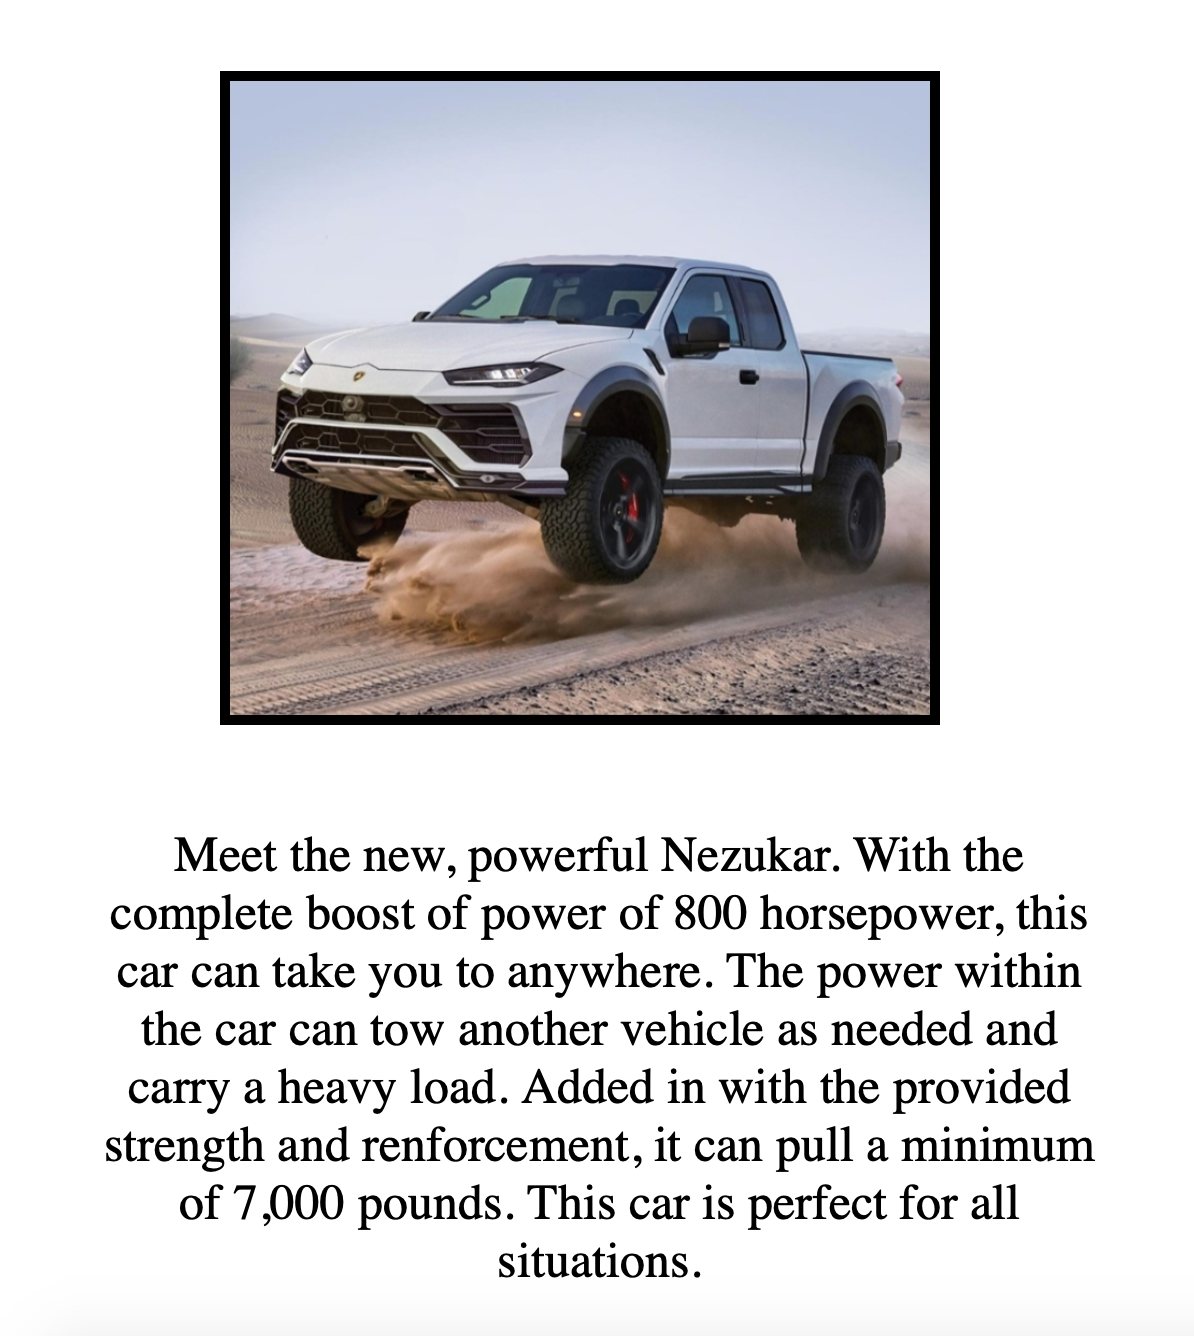 Meet the new, powerful Nezukar. With the
complete boost of power of 800 horsepower, this
car can take you to anywhere. The power within
the car can tow another vehicle as needed and
carry a heavy load. Added in with the provided
strength and renforcement, it can pull a minimum
of 7,000 pounds. This car is perfect for all
situations.